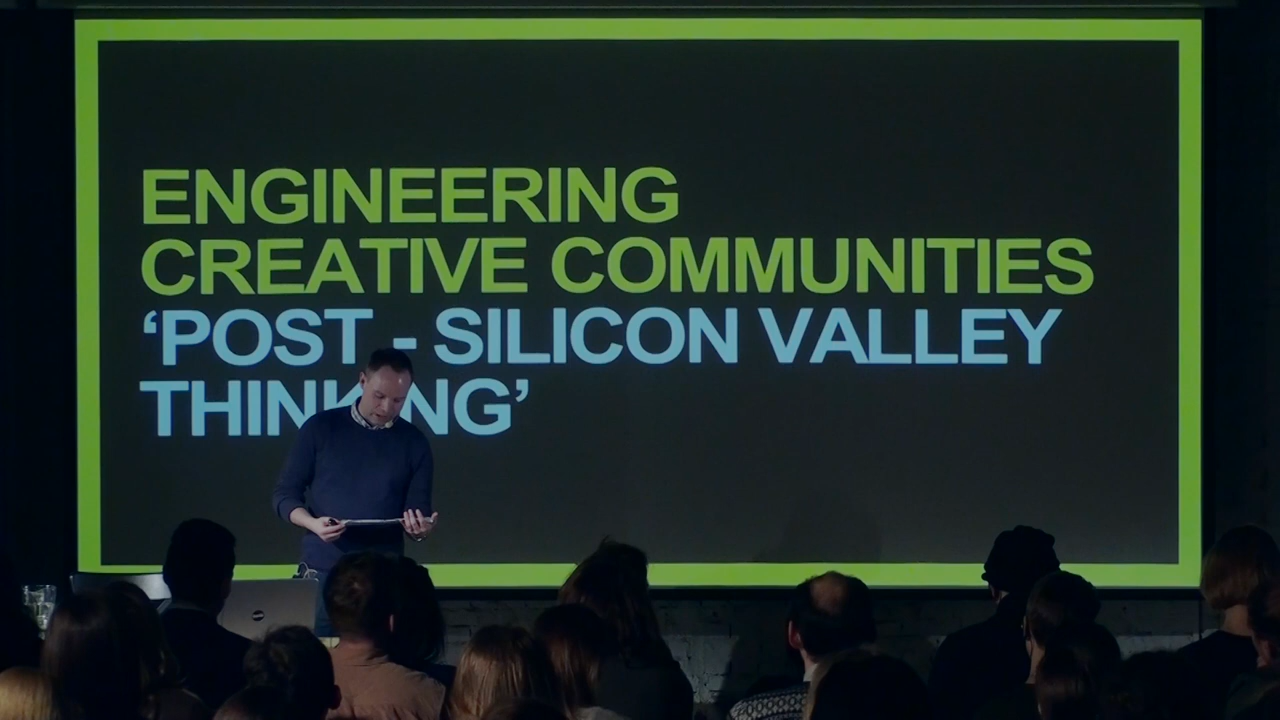 ENGINEERING
CREATIVE COMMUNITIES
‘POST - SILICON VALLEY
THINKING’